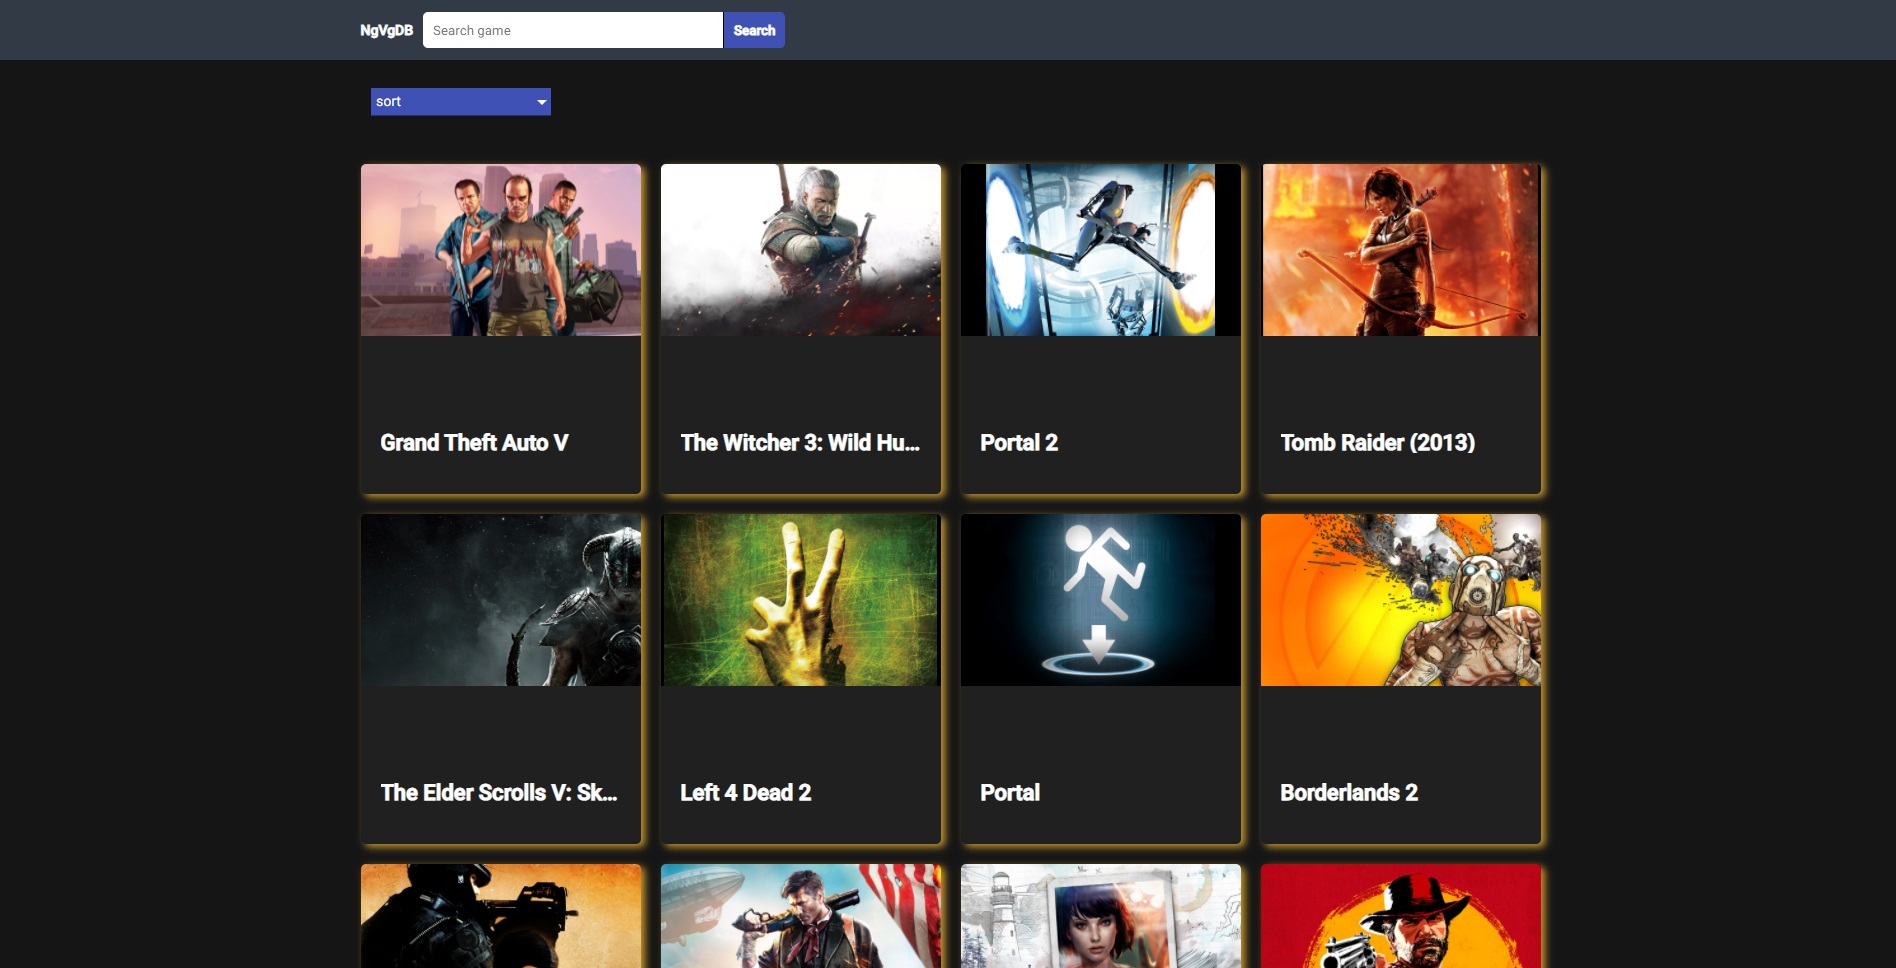 NgVgDB Search game Search
sort
Grand Theft Auto V
The Witcher 3: Wild Hu...
Portal 2
Tomb Raider (2013)
The Elder Scrolls V: Sk...
Left 4 Dead 2
Portal
Borderlands 2